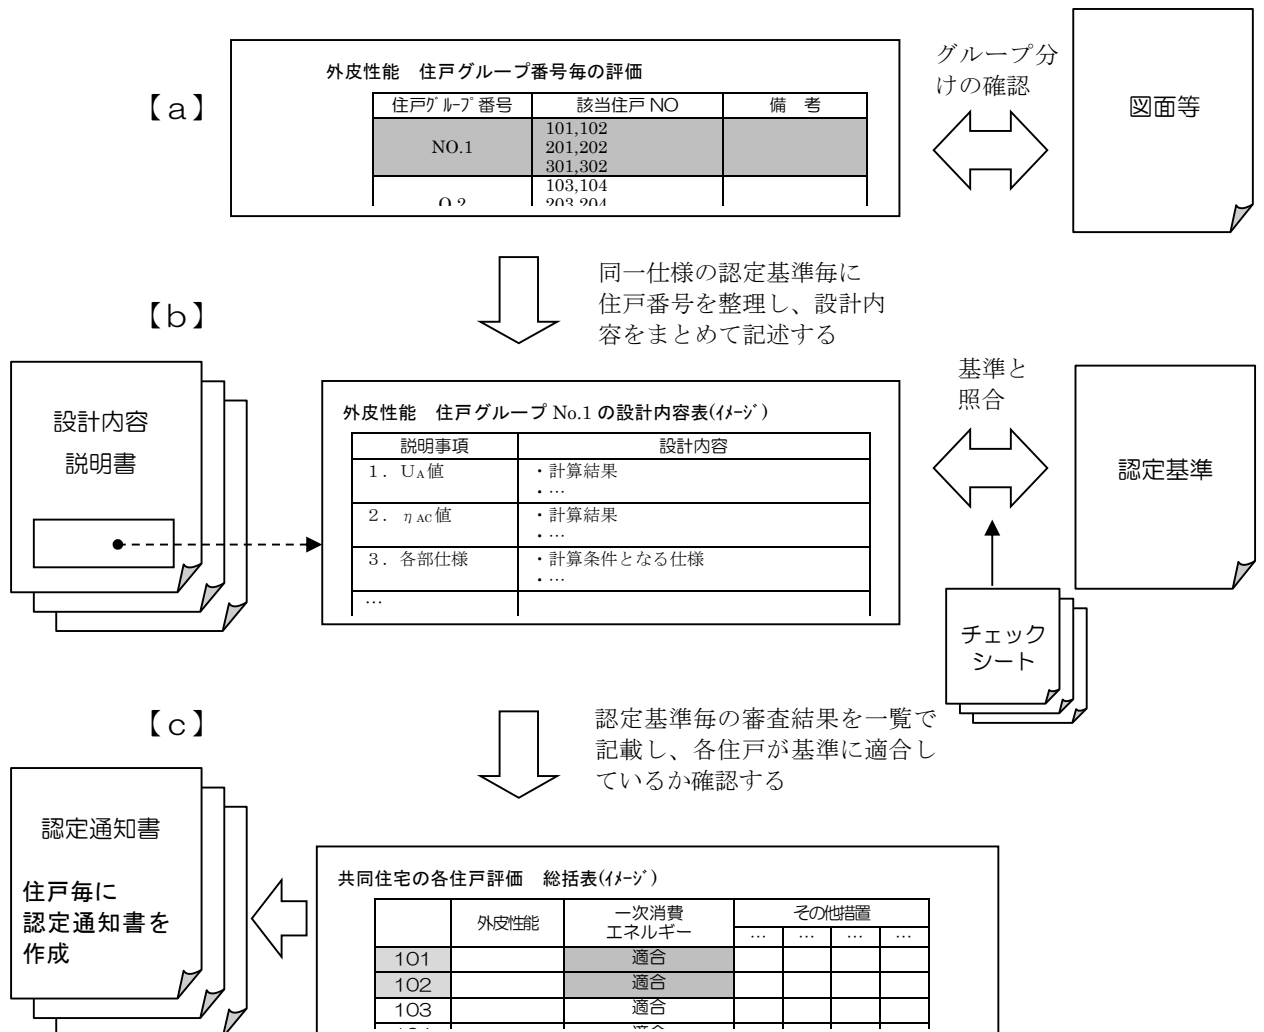 【a】
外皮性能　住戸グループ番号毎の評価
住戸ｸﾞﾙｰﾌﾟ番号　該当住戸 NO　備　考
NO.1
101,102
201,202
301,302
103,104
203,204
グループ分
けの確認
図面等
同一仕様の認定基準毎に
住戸番号を整理し、設計内
容をまとめて記述する
【b】
設計内容
説明書
外皮性能　住戸グループ No.1 の設計内容表(ｲﾒｰｼﾞ)
説明事項　設計内容
1．UA値　・計算結果
・…
2．ηAC値　・計算結果
・…
3．各部仕様　・計算条件となる仕様
・…
…
基準と
照合
認定基準
チェック
シート
認定基準毎の審査結果を一覧で
記載し、各住戸が基準に適合し
ているか確認する
【c】
認定通知書
住戸毎に
認定通知書を
作成
共同住宅の各住戸評価　総括表(ｲﾒｰｼﾞ)
外皮性能　一次消費
エネルギー　その他措置
…　…　…　…
101　適合
102　適合
103　適合